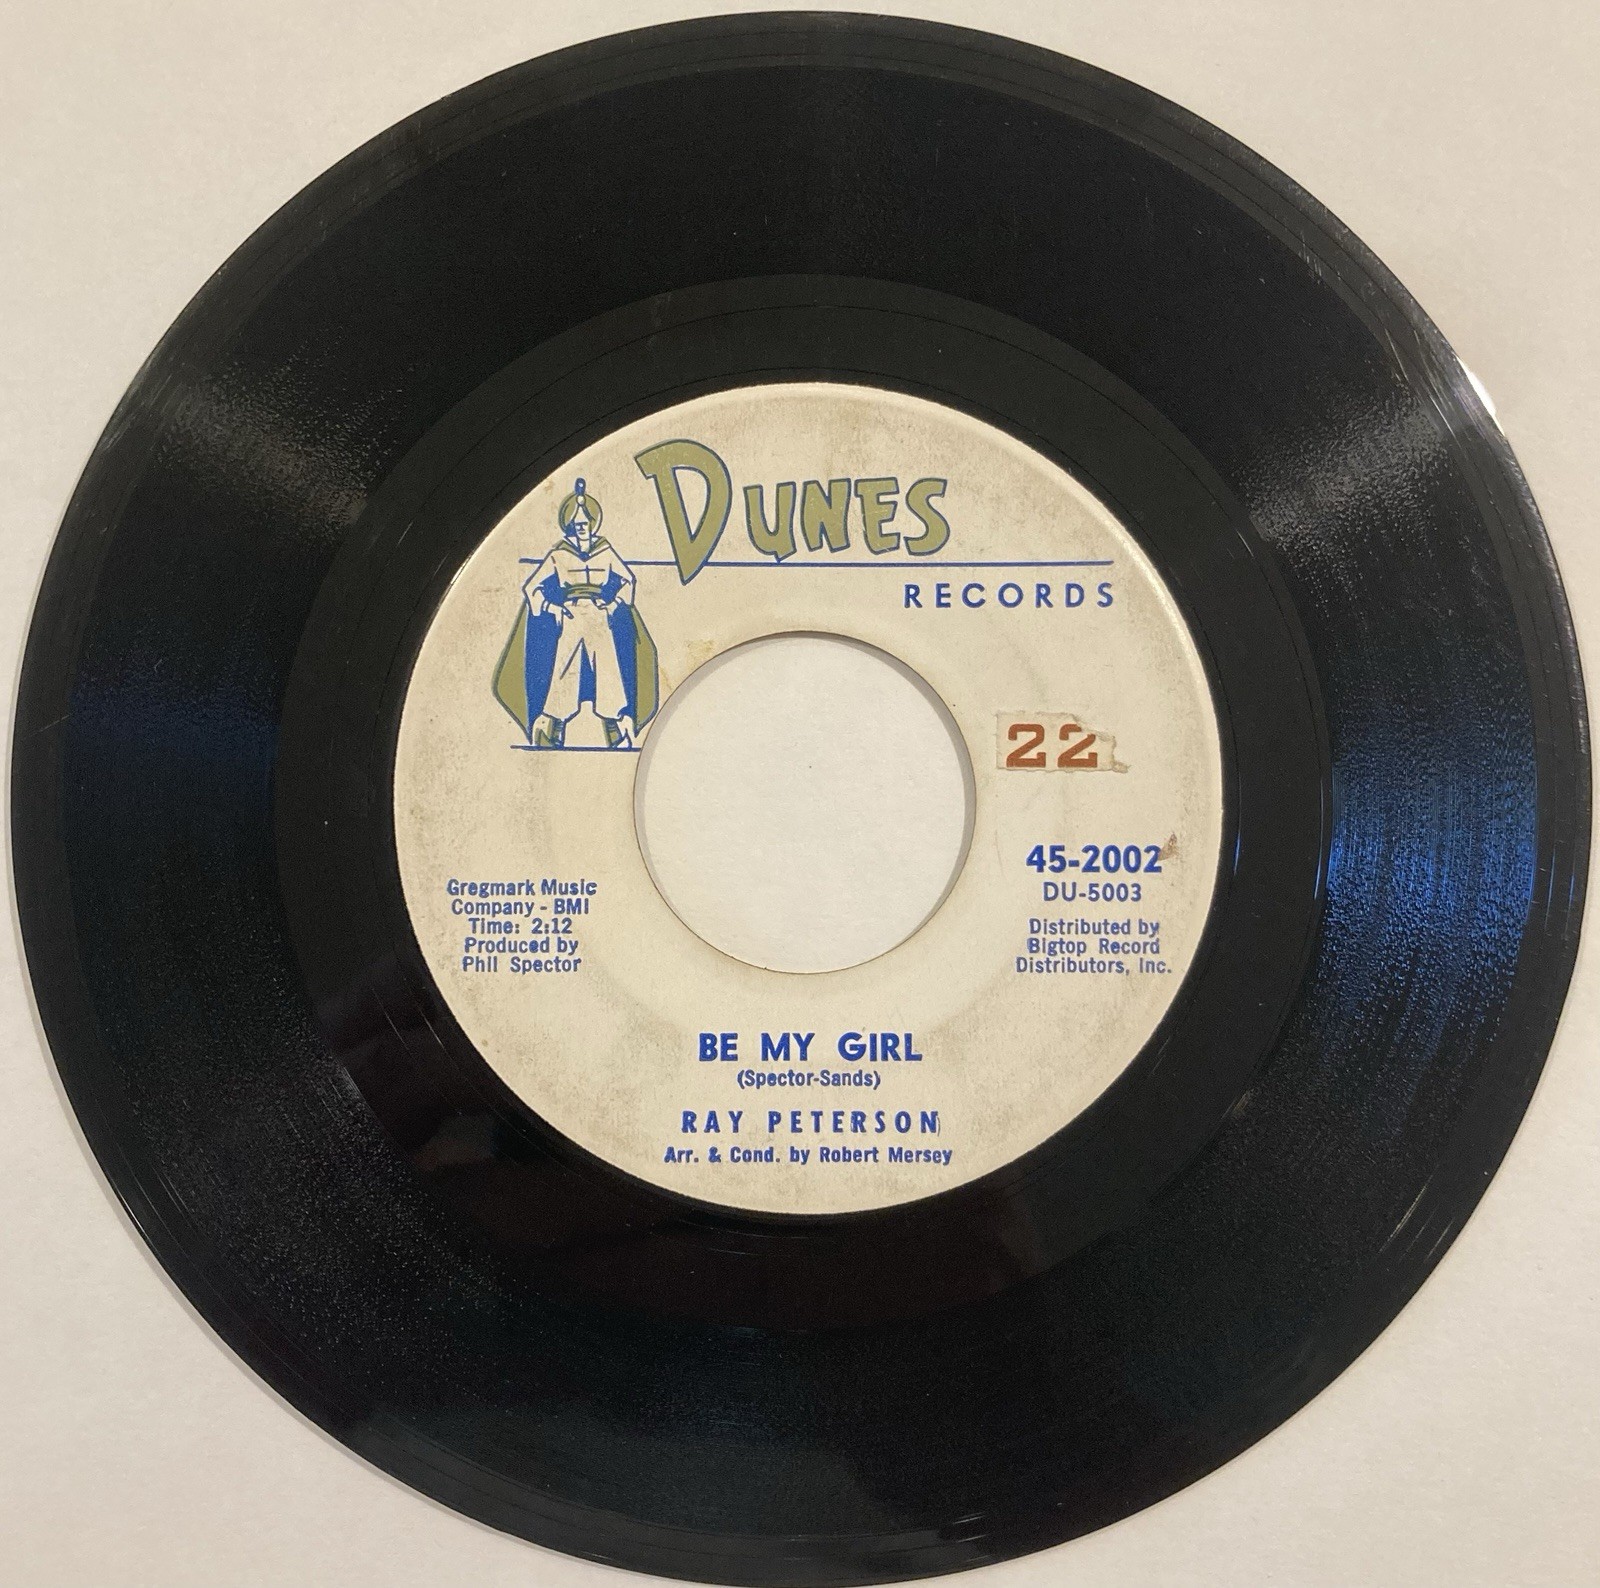 DUNES
RECORDS
22
45-2002
DU-5003
Distributed by
Bigtop Record
Distributors, Inc.
Gregmark Music
Company - BMI
Time: 2:12
Produced by
Phil Spector
BE MY GIRL
(Spector-Sands)
RAY PETERSON
Arr. & Cond. by Robert Mersey